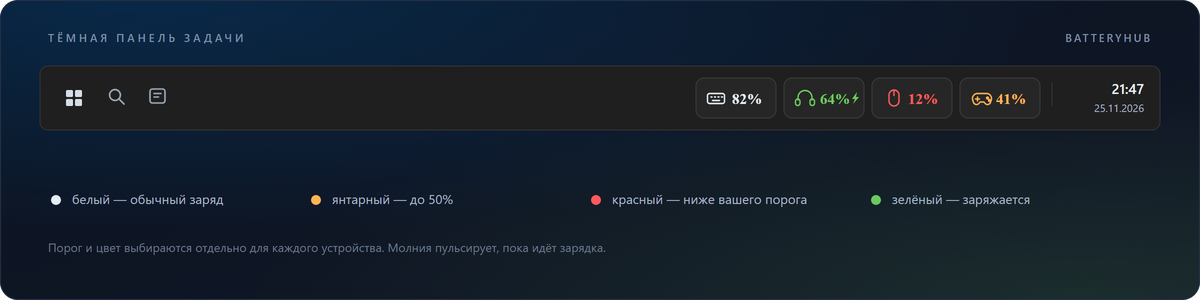 ТЁМНАЯ ПАНЕЛЬ ЗАДАЧИ
BATTERYHUB
82%
64%
12%
41%
21:47
25.11.2026
белый — обычный заряд
янтарный — до 50%
красный — ниже вашего порога
зелёный — заряжается
Порог и цвет выбираются отдельно для каждого устройства. Молния пульсирует, пока идёт зарядка.